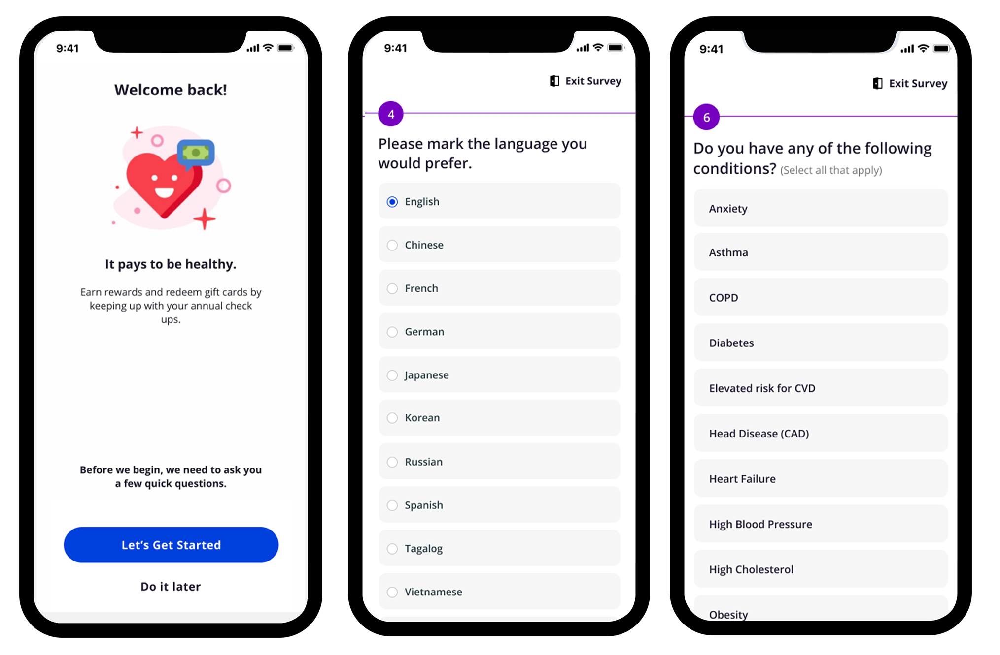 9:41
Welcome back!
It pays to be healthy.
Earn rewards and redeem gift cards by
keeping up with your annual check
ups.
Before we begin, we need to ask you
a few quick questions.
Let's Get Started
Do it later
9:41
Exit Survey
4
Please mark the language you
would prefer.
English
Chinese
French
German
Japanese
Korean
Russian
Spanish
Tagalog
Vietnamese
9:41
Exit Survey
6
Do you have any of the following
conditions? (Select all that apply)
Anxiety
Asthma
COPD
Diabetes
Elevated risk for CVD
Head Disease (CAD)
Heart Failure
High Blood Pressure
High Cholesterol
Obesity